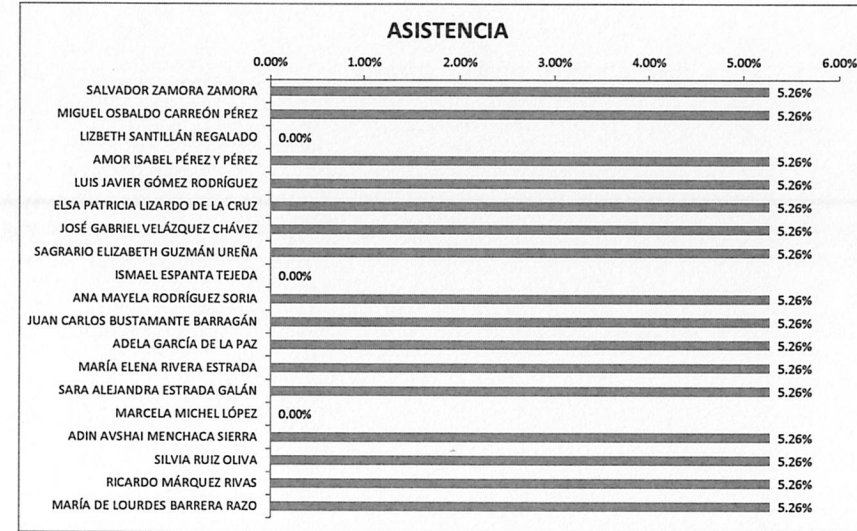 ASISTENCIA
0.00% 1.00% 2.00% 3.00% 4.00% 5.00% 6.00%
SALVADOR ZAMORA ZAMORA 5.26%
MIGUEL OSBALDO CARREÓN PÉREZ 5.26%
LIZBETH SANTILLÁN REGALADO 0.00%
AMOR ISABEL PÉREZ Y PÉREZ 5.26%
LUIS JAVIER GÓMEZ RODRÍGUEZ 5.26%
ELSA PATRICIA LIZARDO DE LA CRUZ 5.26%
JOSÉ GABRIEL VELÁZQUEZ CHÁVEZ 5.26%
SAGRARIO ELIZABETH GUZMÁN UREÑA 5.26%
ISMAEL ESPANTA TEJEDA 0.00%
ANA MAYELA RODRÍGUEZ SORIA 5.26%
JUAN CARLOS BUSTAMANTE BARRAGÁN 5.26%
ADELA GARCÍA DE LA PAZ 5.26%
MARÍA ELENA RIVERA ESTRADA 5.26%
SARA ALEJANDRA ESTRADA GALÁN 5.26%
MARCELA MICHEL LÓPEZ 0.00%
ADIN AVSHAI MENCHACA SIERRA 5.26%
SILVIA RUIZ OLIVA 5.26%
RICARDO MÁRQUEZ RIVAS 5.26%
MARÍA DE LOURDES BARRERA RAZO 5.26%